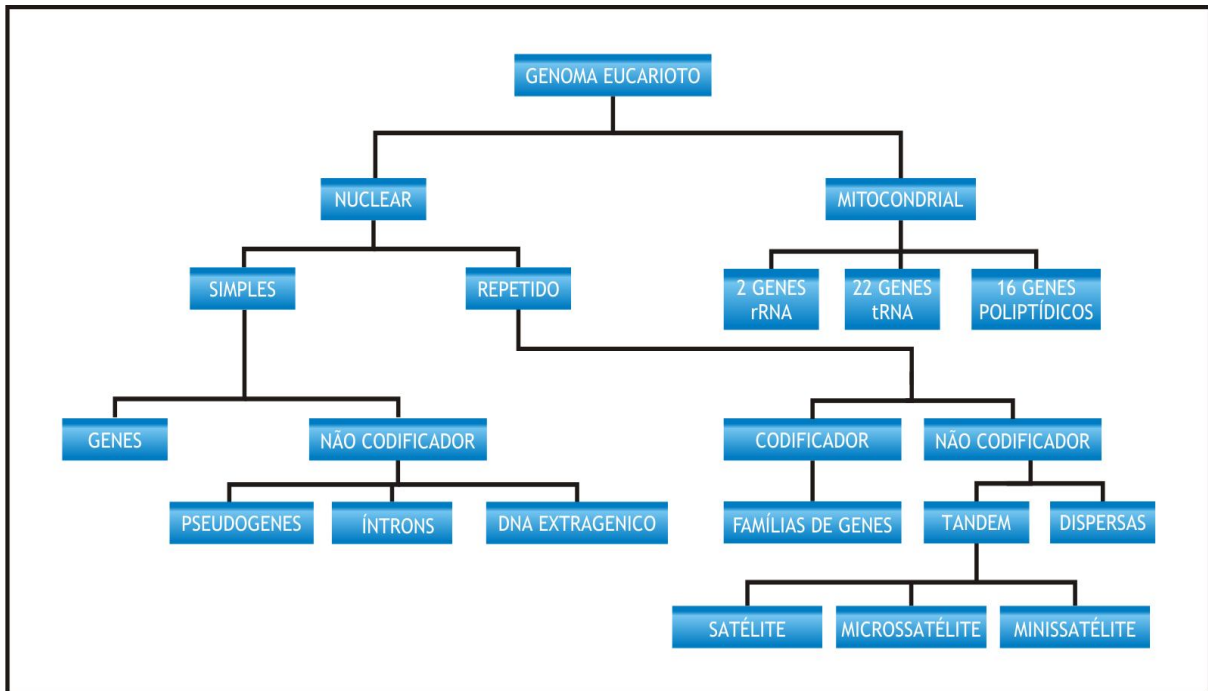 GENOMA EUCARIOTO
NUCLEAR
MITOCONDRIAL
SIMPLES
REPETIDO
2 GENES
rRNA
22 GENES
tRNA
16 GENES
POLIPTÍDICOS
GENES
NÃO CODIFICADOR
CODIFICADOR
NÃO CODIFICADOR
PSEUDOGENES
ÍNTRONS
DNA EXTRAGENICO
FAMÍLIAS DE GENES
TANDEM
DISPERSAS
SATÉLITE
MICROSSATÉLITE
MINISSATÉLITE